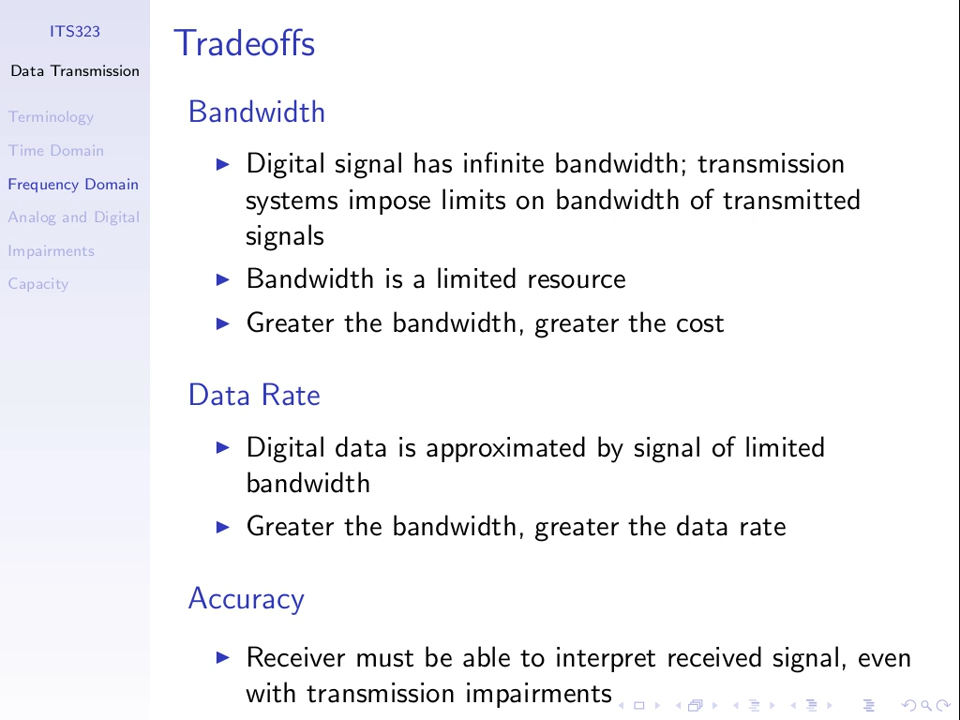 ITS323
Data Transmission
Terminology
Time Domain
Frequency Domain
Analog and Digital
Impairments
Capacity
Tradeoffs
Bandwidth
Digital signal has infinite bandwidth; transmission
systems impose limits on bandwidth of transmitted
signals
Bandwidth is a limited resource
Greater the bandwidth, greater the cost
Data Rate
Digital data is approximated by signal of limited
bandwidth
Greater the bandwidth, greater the data rate
Accuracy
Receiver must be able to interpret received signal, even
with transmission impairments